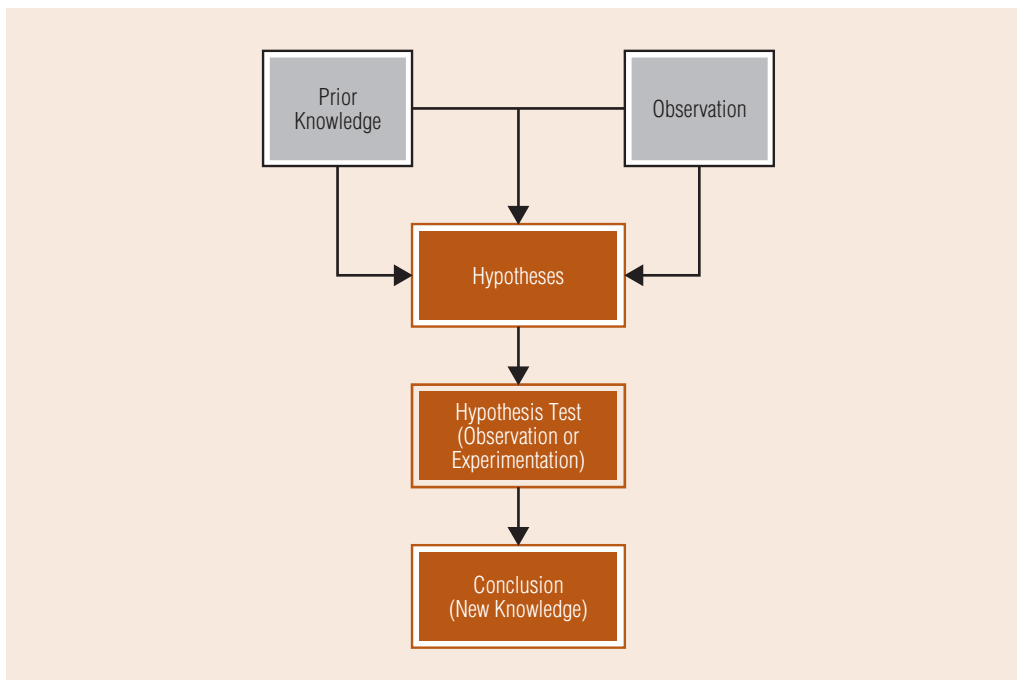 Prior
Knowledge
Observation
Hypotheses
Hypothesis Test
(Observation or
Experimentation)
Conclusion
(New Knowledge)